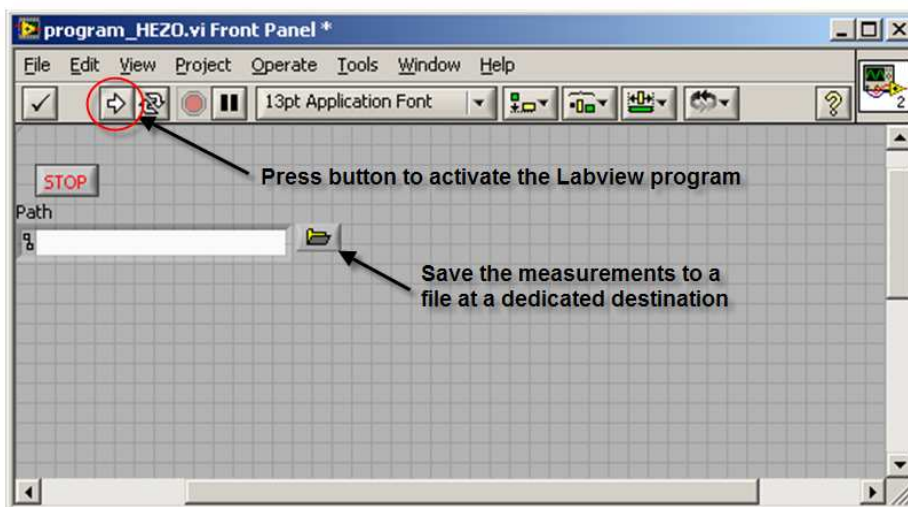 program_HEZO.vi Front Panel *
File Edit View Project Operate Tools Window Help
13pt Application Font
?
2
STOP
Press button to activate the Labview program
Path
Save the measurements to a
file at a dedicated destination